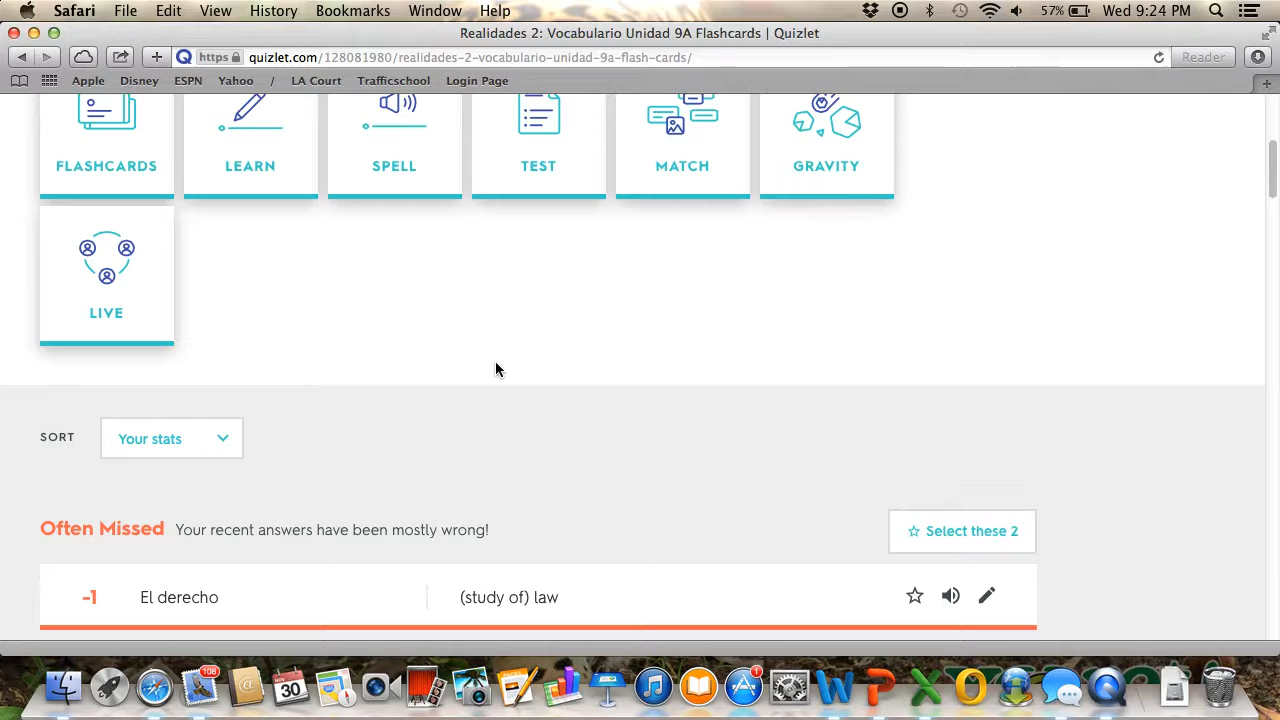 Safari File Edit View History Bookmarks Window Help 57% Wed 9:24 PM
Realidades 2: Vocabulario Unidad 9A Flashcards | Quizlet
https quizlet.com/128081980/realidades-2-vocabulario-unidad-9a-flash-cards/ Reader
Apple Disney ESPN Yahoo / LA Court Trafficschool Login Page
FLASHCARDS LEARN SPELL TEST MATCH GRAVITY
LIVE
SORT Your stats
Often Missed Your recent answers have been mostly wrong! Select these 2
-1 El derecho (study of) law
108 NOV 30 1